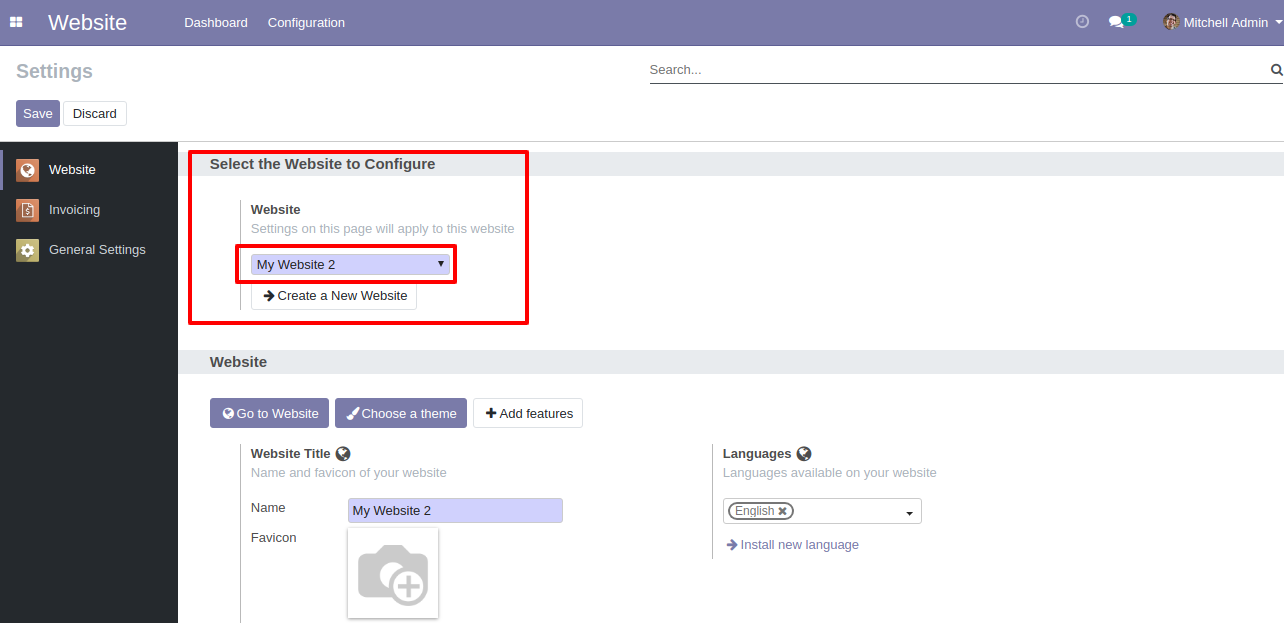 Website Dashboard Configuration 1 Mitchell Admin
Settings Search...
Save Discard
Website
Invoicing
General Settings
Select the Website to Configure
Website
Settings on this page will apply to this website
My Website 2
Create a New Website
Website
Go to Website Choose a theme Add features
Website Title
Name and favicon of your website
Name My Website 2
Favicon
Languages
Languages available on your website
English
Install new language